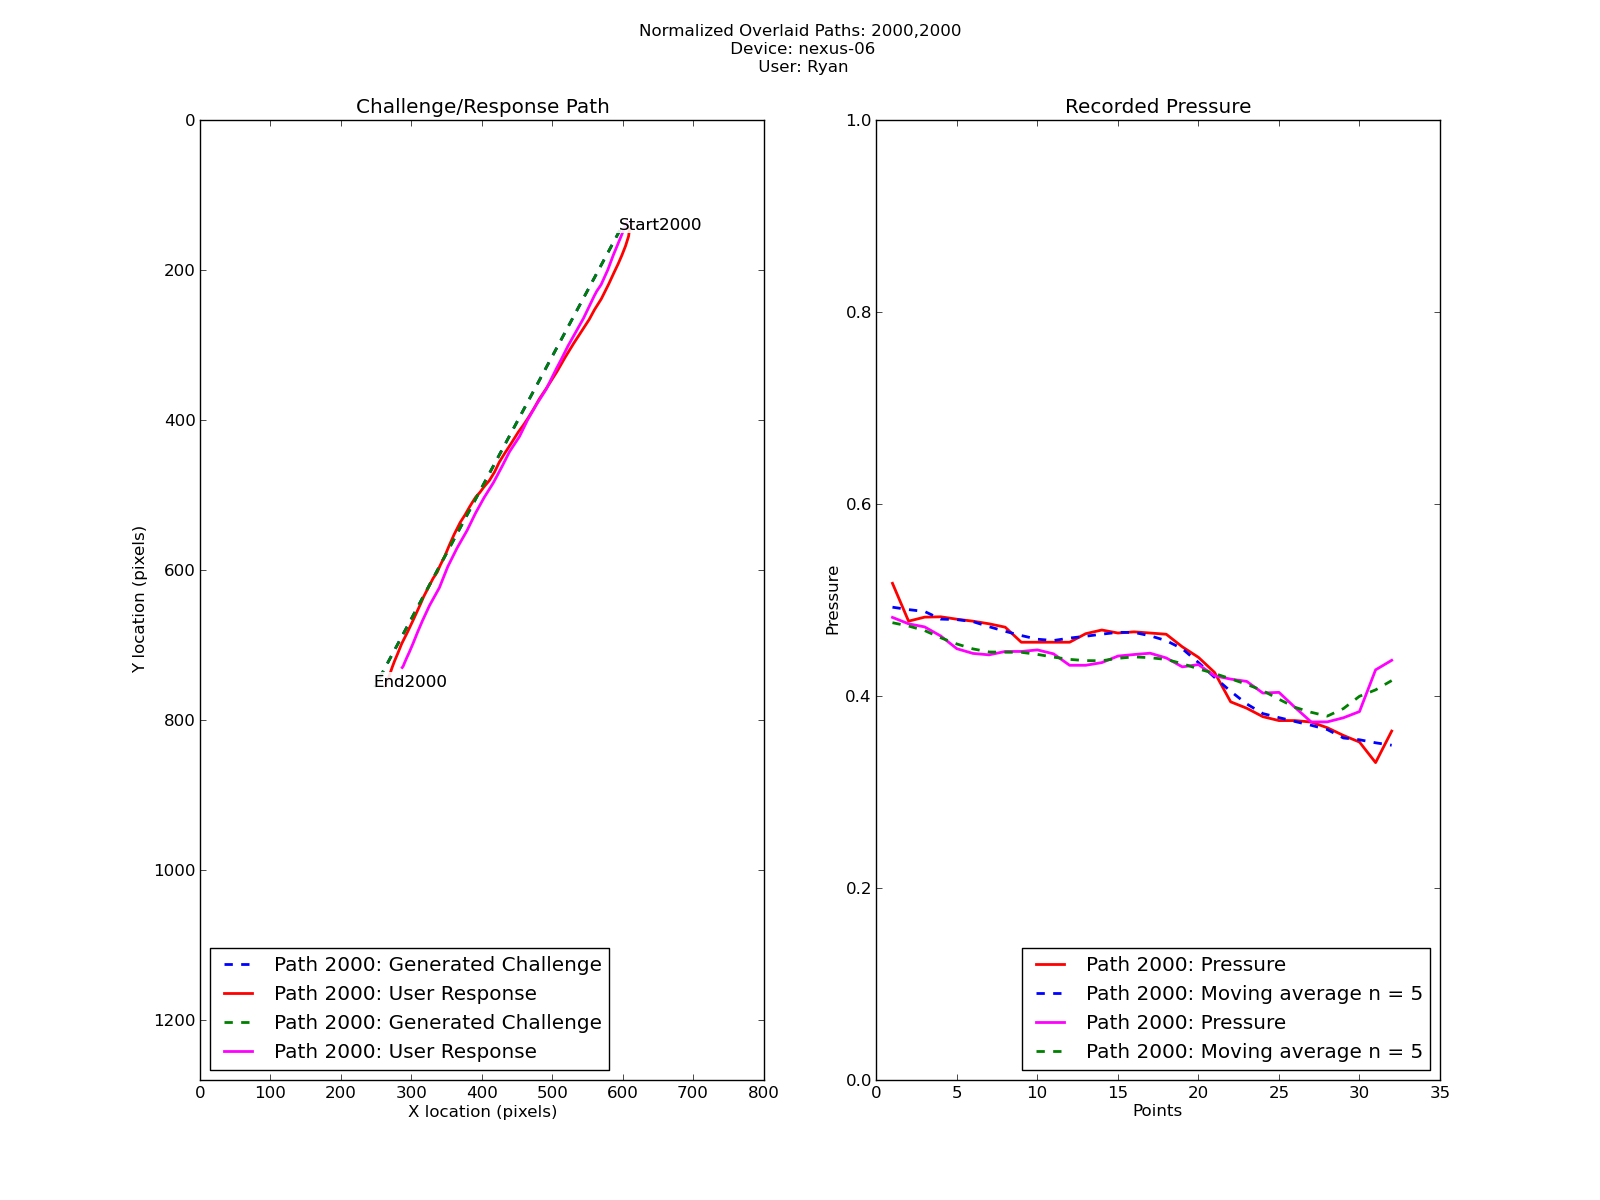 Normalized Overlaid Paths: 2000,2000
Device: nexus-06
User: Ryan
Challenge/Response Path
0
200
400
600
800
1000
1200
Y location (pixels)
Start2000
End2000
Path 2000: Generated Challenge
Path 2000: User Response
Path 2000: Generated Challenge
Path 2000: User Response
0 100 200 300 400 500 600 700 800
X location (pixels)
Recorded Pressure
1.0
0.8
0.6
0.4
0.2
0.0
Pressure
Path 2000: Pressure
Path 2000: Moving average n = 5
Path 2000: Pressure
Path 2000: Moving average n = 5
0 5 10 15 20 25 30 35
Points